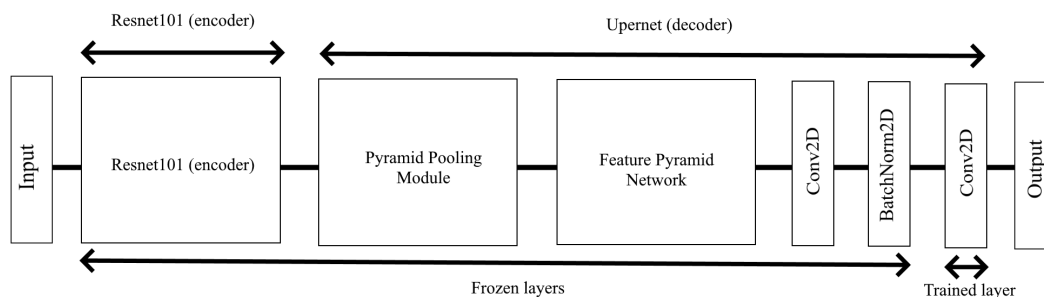 Resnet101 (encoder)
Upernet (decoder)
Input
Resnet101 (encoder)
Pyramid Pooling
Module
Feature Pyramid
Network
Conv2D
BatchNorm2D
Conv2D
Output
Frozen layers
Trained layer